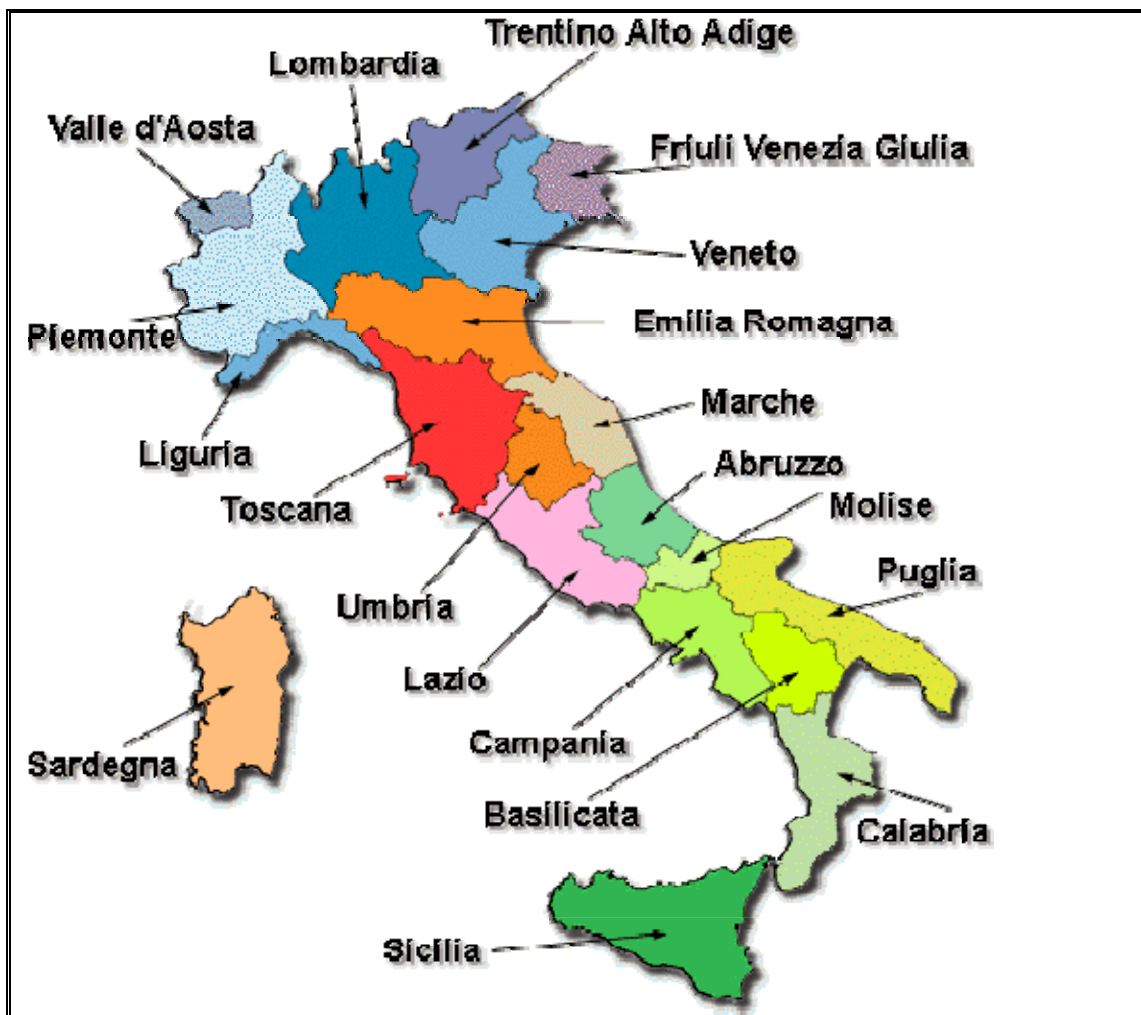 Trentino Alto Adige
Lombardia
Valle d'Aosta
Friuli Venezia Giulia
Veneto
Piemonte
Emilia Romagna
Marche
Liguria
Abruzzo
Toscana
Molise
Puglia
Umbria
Lazio
Campania
Sardegna
Basilicata
Calabria
Sicilia